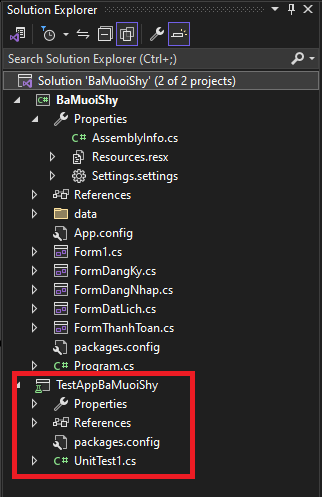 Solution Explorer
Search Solution Explorer (Ctrl+;)
Solution 'BaMuoiShy' (2 of 2 projects)
C# BaMuoiShy
Properties
C# AssemblyInfo.cs
Resources.resx
Settings.settings
References
data
App.config
Form1.cs
FormDangKy.cs
FormDangNhap.cs
FormDatLich.cs
FormThanhToan.cs
packages.config
C# Program.cs
TestAppBaMuoiShy
Properties
References
packages.config
C# UnitTest1.cs